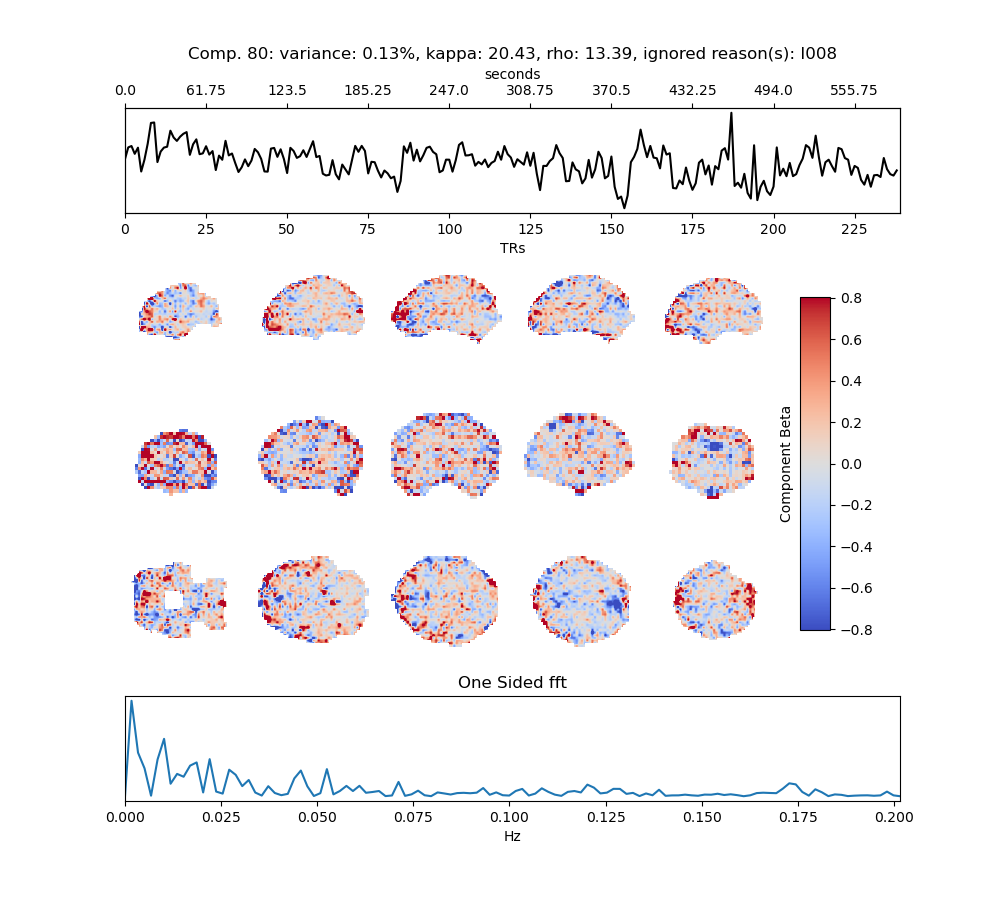 Comp. 80: variance: 0.13%, kappa: 20.43, rho: 13.39, ignored reason(s): I008
seconds
0.0 61.75 123.5 185.25 247.0 308.75 370.5 432.25 494.0 555.75
0 25 50 75 100 125 150 175 200 225
TRs
0.8
0.6
0.4
0.2
0.0
−0.2
−0.4
−0.6
−0.8
Component Beta
One Sided fft
0.000 0.025 0.050 0.075 0.100 0.125 0.150 0.175 0.200
Hz